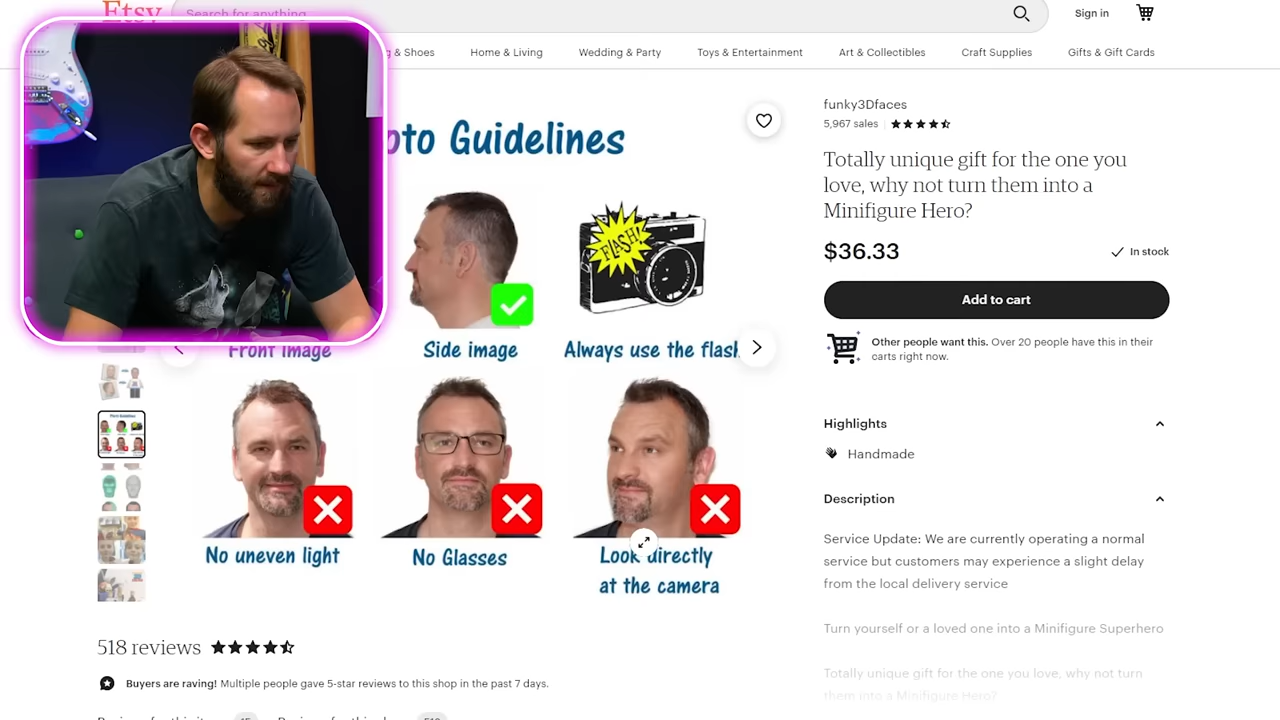 Etsy
Search for anything
Sign in
& Shoes
Home & Living
Wedding & Party
Toys & Entertainment
Art & Collectibles
Craft Supplies
Gifts & Gift Cards
Guidelines
Front image
Side image
FLASH!
Always use the flash
No uneven light
No Glasses
Look directly
at the camera
518 reviews
Buyers are raving! Multiple people gave 5-star reviews to this shop in the past 7 days.
funky3Dfaces
5,967 sales
Totally unique gift for the one you
love, why not turn them into a
Minifigure Hero?
$36.33
In stock
Add to cart
Other people want this. Over 20 people have this in their
carts right now.
Highlights
Handmade
Description
Service Update: We are currently operating a normal
service but customers may experience a slight delay
from the local delivery service
Turn yourself or a loved one into a Minifigure Superhero
Totally unique gift for the one you love, why not turn
them into a Minifigure Hero?